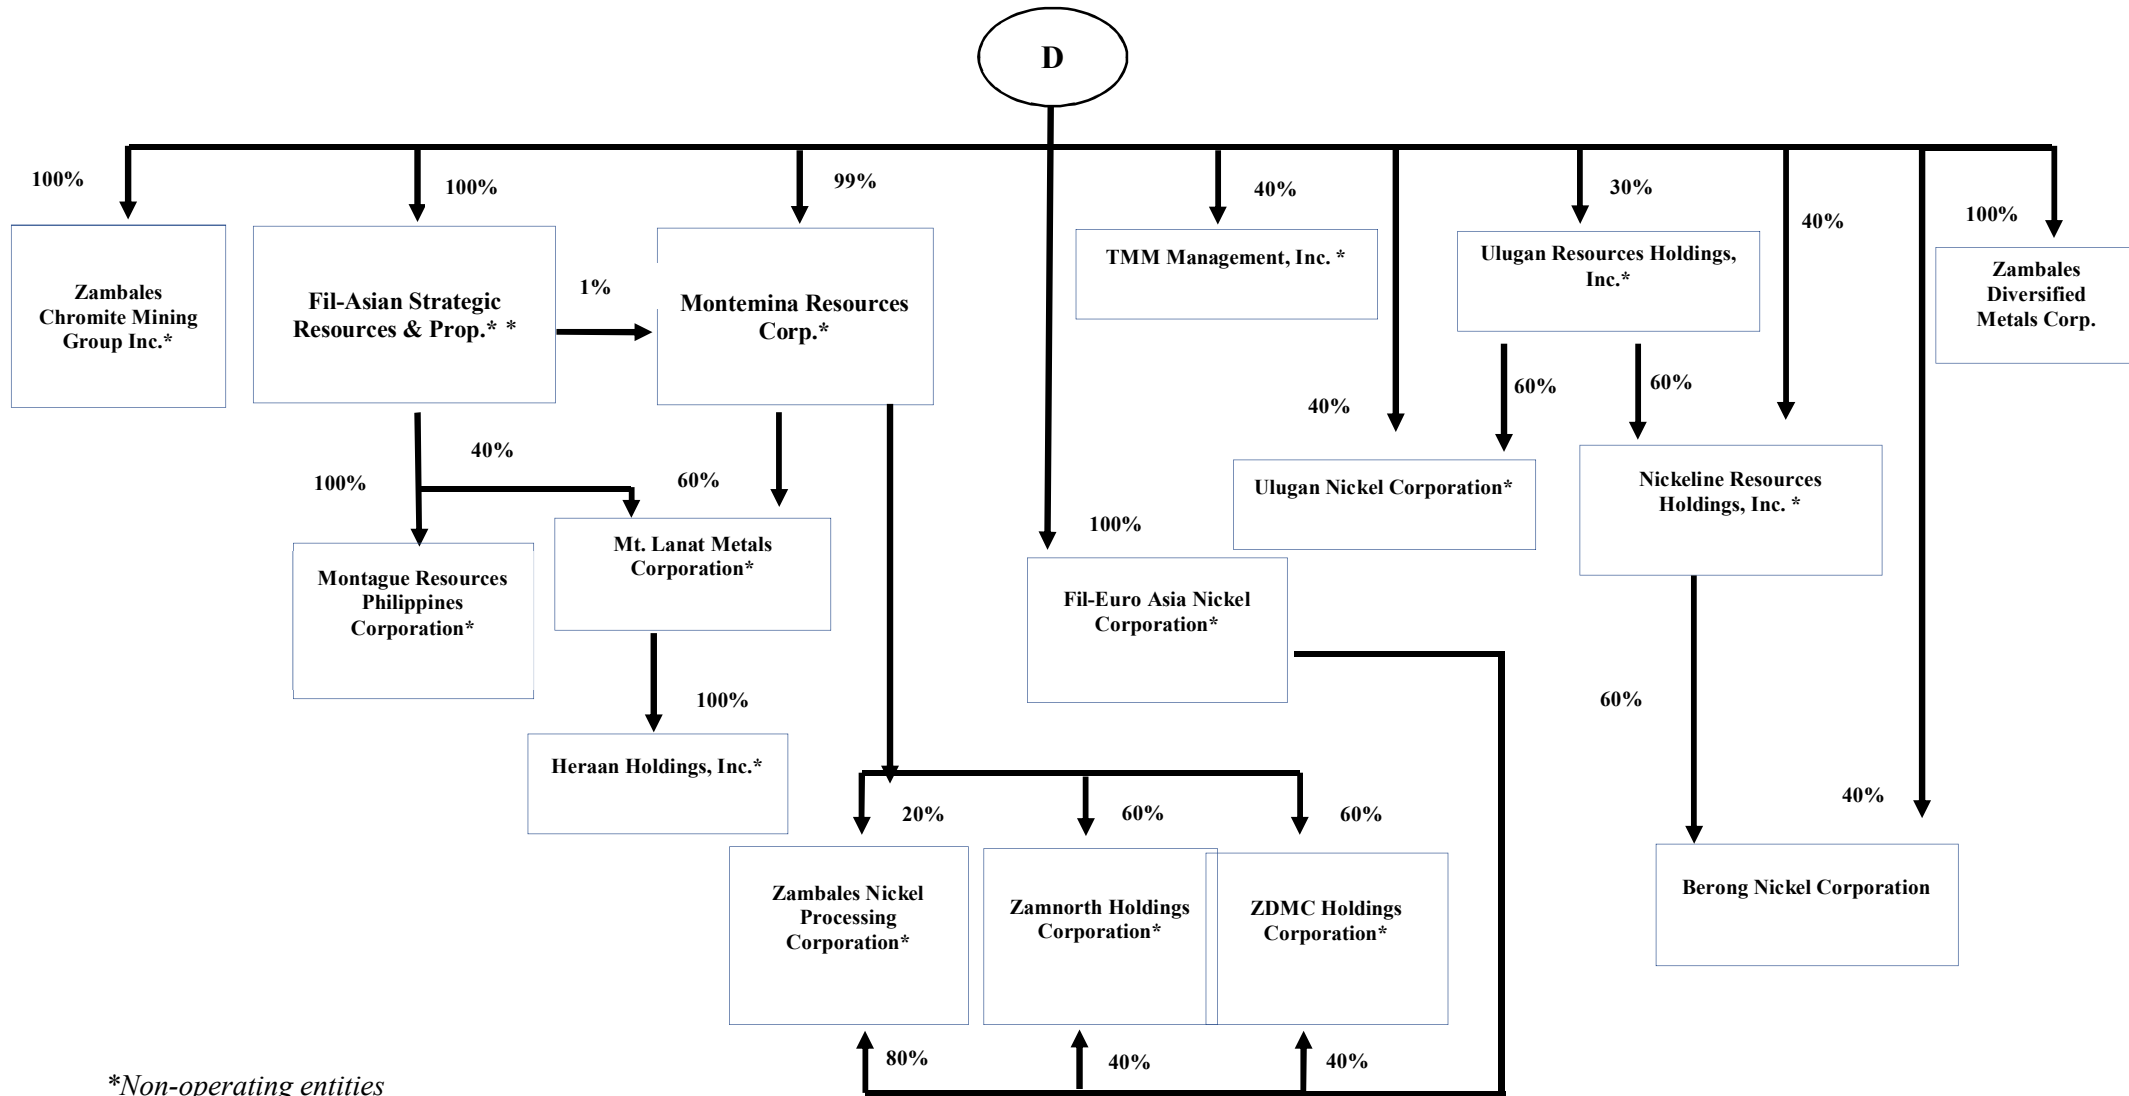 D
100%
100%
99%
40%
30%
40%
100%
Zambales
Chromite Mining
Group Inc.*
Fil-Asian Strategic
Resources & Prop.* *
1%
Montemina Resources
Corp.*
TMM Management, Inc. *
Ulugan Resources Holdings,
Inc.*
Zambales
Diversified
Metals Corp.
40%
60%
60%
100%
40%
60%
Ulugan Nickel Corporation*
Nickeline Resources
Holdings, Inc. *
100%
Mt. Lanat Metals
Corporation*
Montague Resources
Philippines
Corporation*
Fil-Euro Asia Nickel
Corporation*
100%
60%
Heraan Holdings, Inc.*
20%
60%
60%
40%
Zambales Nickel
Processing
Corporation*
Zamnorth Holdings
Corporation*
ZDMC Holdings
Corporation*
Berong Nickel Corporation
80%
40%
40%
*Non-operating entities